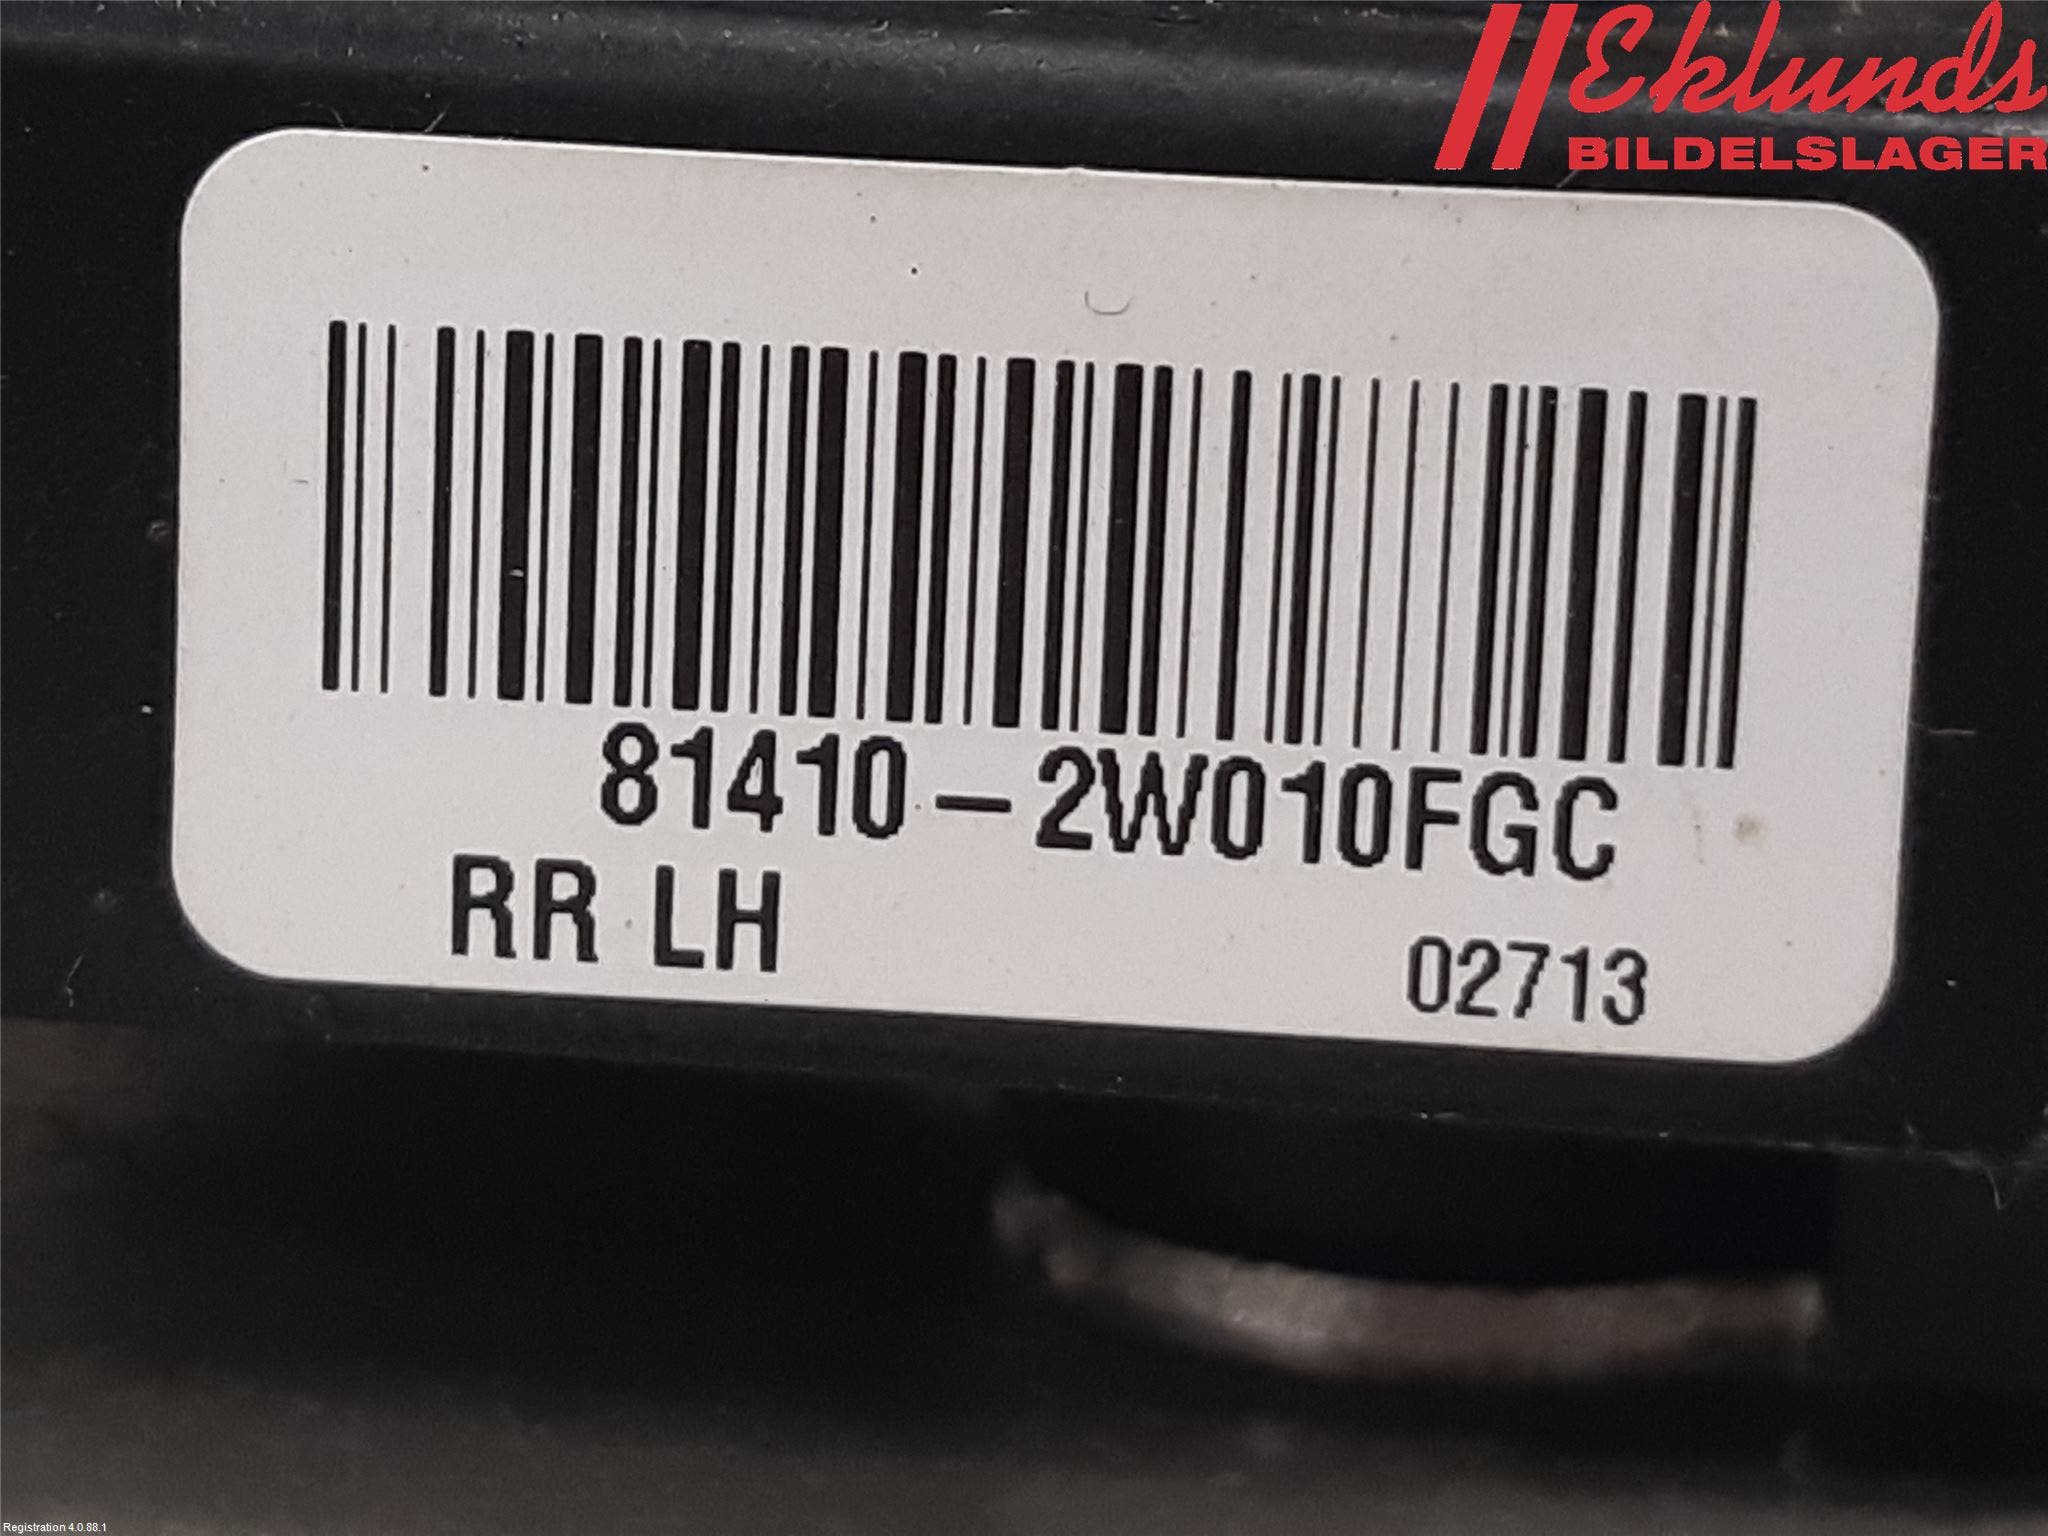 Eklunds
BILDELSLAGER
81410-2W010FGC
RR LH
02713
Registration 4.0.88.1